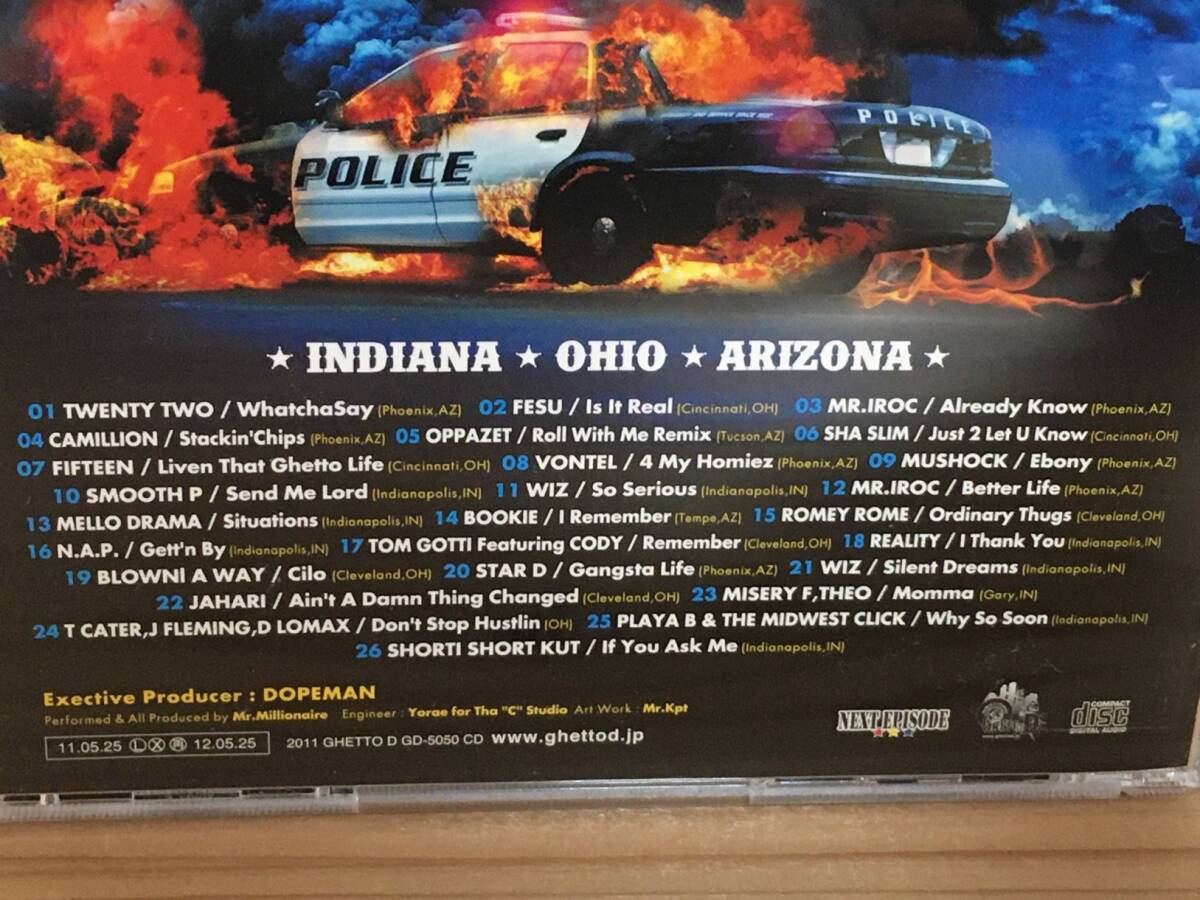 POLICE
POLICE
★ INDIANA ★ OHIO ★ ARIZONA ★
01 TWENTY TWO / WhatchaSay (Phoenix,AZ) 02 FESU / Is It Real (Cincinnati,OH) 03 MR.IROC / Already Know (Phoenix,AZ)
04 CAMILLION / Stackin'Chips (Phoenix,AZ) 05 OPPAZET / Roll With Me Remix (Tucson,AZ) 06 SHA SLIM / Just 2 Let U Know (Cincinnati,OH)
07 FIFTEEN / Liven That Ghetto Life (Cincinnati,OH) 08 VONTEL / 4 My Homiez (Phoenix,AZ) 09 MUSHOCK / Ebony (Phoenix,AZ)
10 SMOOTH P / Send Me Lord (Indianapolis,IN) 11 WIZ / So Serious (Indianapolis,IN) 12 MR.IROC / Better Life (Phoenix,AZ)
13 MELLO DRAMA / Situations (Indianapolis,IN) 14 BOOKIE / I Remember (Tempe,AZ) 15 ROMEY ROME / Ordinary Thugs (Cleveland,OH)
16 N.A.P. / Gett'n By (Indianapolis,IN) 17 TOM GOTTI Featuring CODY / Remember (Cleveland,OH) 18 REALITY / I Thank You (Indianapolis,IN)
19 BLOWNI A WAY / Cilo (Cleveland,OH) 20 STAR D / Gangsta Life (Phoenix,AZ) 21 WIZ / Silent Dreams (Indianapolis,IN)
22 JAHARI / Ain't A Damn Thing Changed (Cleveland,OH) 23 MISERY F,THEO / Momma (Gary,IN)
24 T CATER,J FLEMING,D LOMAX / Don't Stop Hustlin (OH) 25 PLAYA B & THE MIDWEST CLICK / Why So Soon (Indianapolis,IN)
26 SHORTI SHORT KUT / If You Ask Me (Indianapolis,IN)
Exective Producer : DOPEMAN
Performed & All Produced by Mr.Millionaire Engineer : Yorae for Tha "C" Studio Art Work : Mr.Kpt
11.05.25 Ⓛ Ⓧ 12.05.25 2011 GHETTO D GD-5050 CD www.ghettod.jp
NEXT EPISODE
COMPACT disc DIGITAL AUDIO